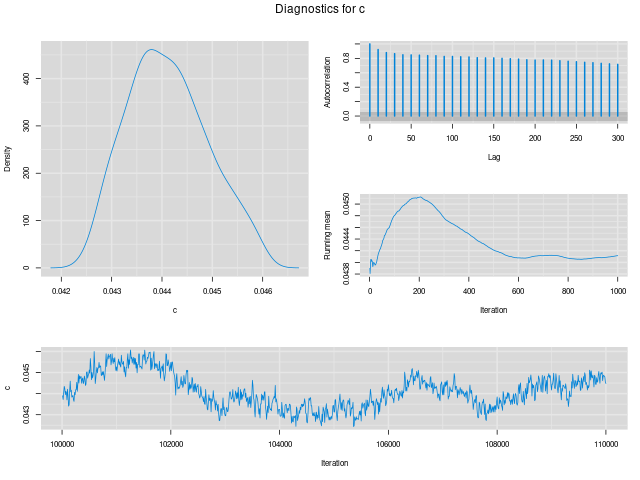 Diagnostics for c
Density
0 100 200 300 400
0.042 0.043 0.044 0.045 0.046
c
Autocorrelation
0.0 0.4 0.8
0 50 100 150 200 250 300
Lag
Running mean
0.0438 0.0444 0.0450
0 200 400 600 800 1000
Iteration
c
0.043 0.045
100000 102000 104000 106000 108000 110000
Iteration